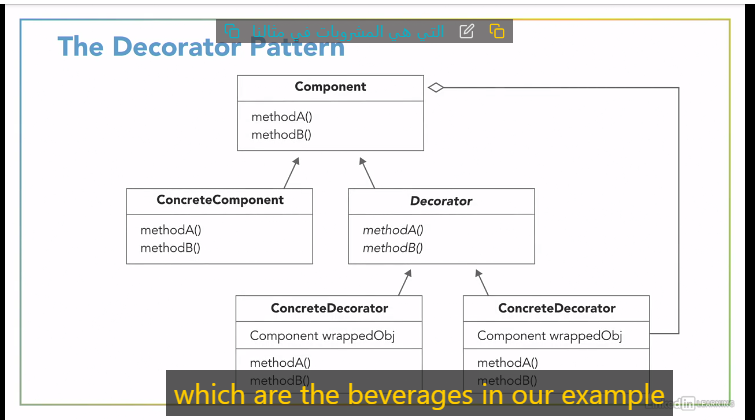 التي هي المشروبات في مثالنا
The Decorator Pattern
Component
methodA()
methodB()
ConcreteComponent
methodA()
methodB()
Decorator
methodA()
methodB()
ConcreteDecorator
Component wrappedObj
methodA()
methodB()
ConcreteDecorator
Component wrappedObj
methodA()
methodB()
which are the beverages in our example
LEARNING